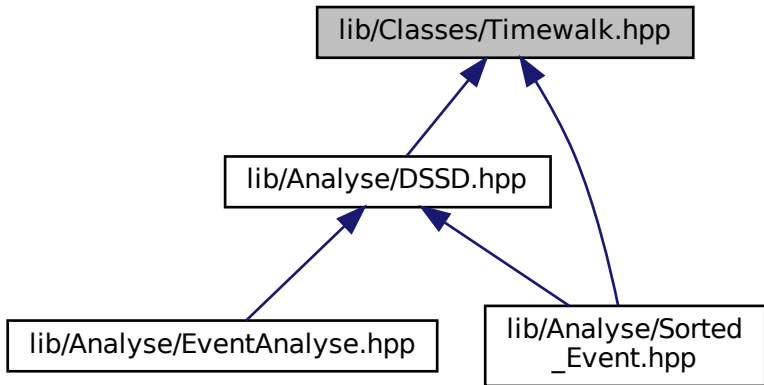 lib/Classes/Timewalk.hpp
lib/Analyse/DSSD.hpp
lib/Analyse/EventAnalyse.hpp
lib/Analyse/Sorted
_Event.hpp